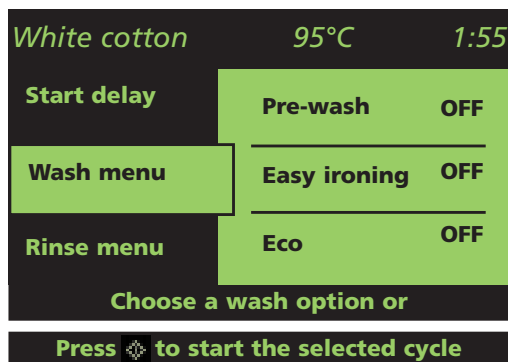 White cotton 95°C 1:55
Start delay
Pre-wash OFF
Wash menu
Easy ironing OFF
Rinse menu
Eco OFF
Choose a wash option or
Press to start the selected cycle